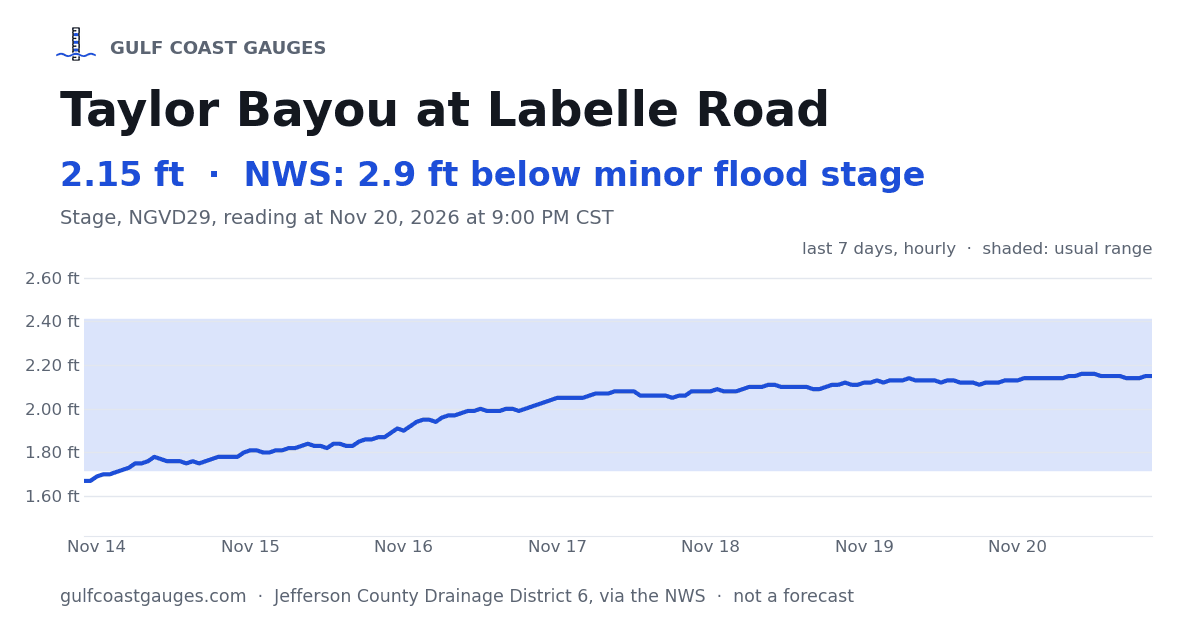 GULF COAST GAUGES
Taylor Bayou at Labelle Road
2.15 ft · NWS: 2.9 ft below minor flood stage
Stage, NGVD29, reading at Nov 20, 2026 at 9:00 PM CST
last 7 days, hourly · shaded: usual range
2.60 ft
2.40 ft
2.20 ft
2.00 ft
1.80 ft
1.60 ft
Nov 14 Nov 15 Nov 16 Nov 17 Nov 18 Nov 19 Nov 20
gulfcoastgauges.com · Jefferson County Drainage District 6, via the NWS · not a forecast